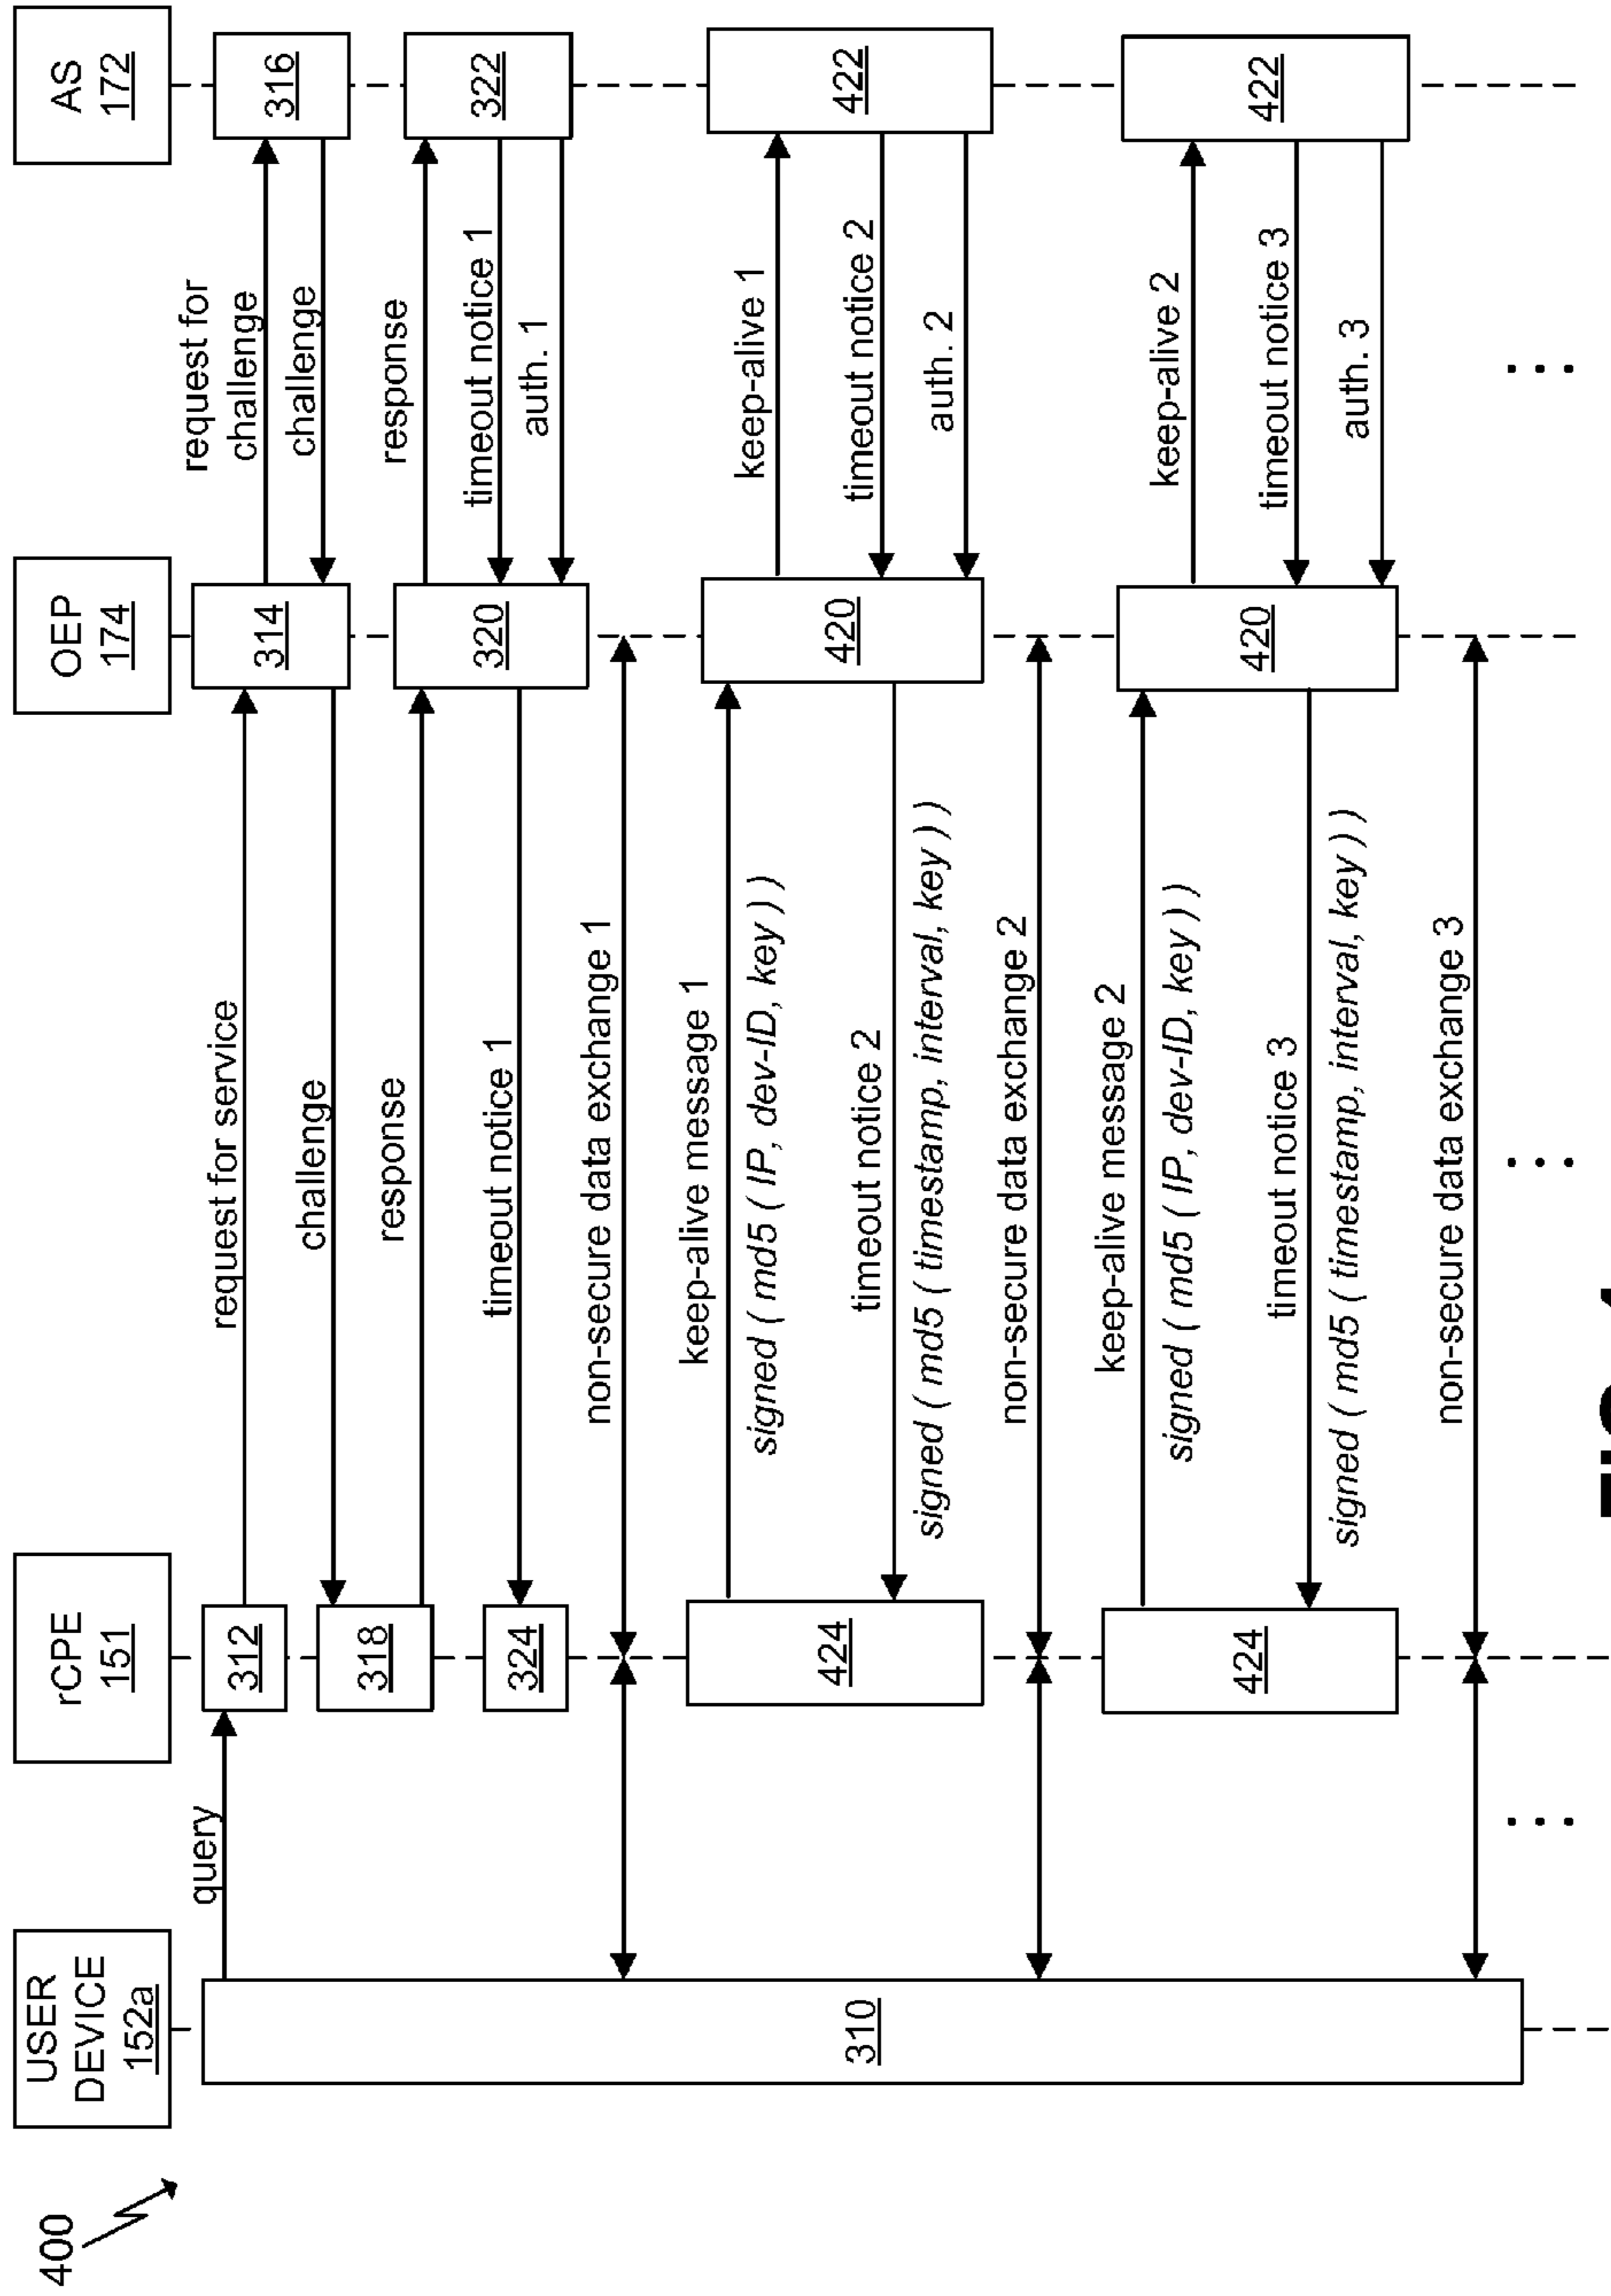 400
USER
DEVICE
152a
rCPE
151
OEP
174
AS
172
query
312
request for service
314
request for
challenge
316
challenge
challenge
318
response
320
response
322
timeout notice 1
auth. 1
timeout notice 1
324
non-secure data exchange 1
310
424
keep-alive message 1
signed ( md5 ( IP, dev-ID, key ) )
420
keep-alive 1
422
timeout notice 2
auth. 2
timeout notice 2
signed ( md5 ( timestamp, interval, key ) )
non-secure data exchange 2
424
keep-alive message 2
signed ( md5 ( IP, dev-ID, key ) )
420
keep-alive 2
422
timeout notice 3
auth. 3
timeout notice 3
signed ( md5 ( timestamp, interval, key ) )
non-secure data exchange 3
. . .
. . .
. . .